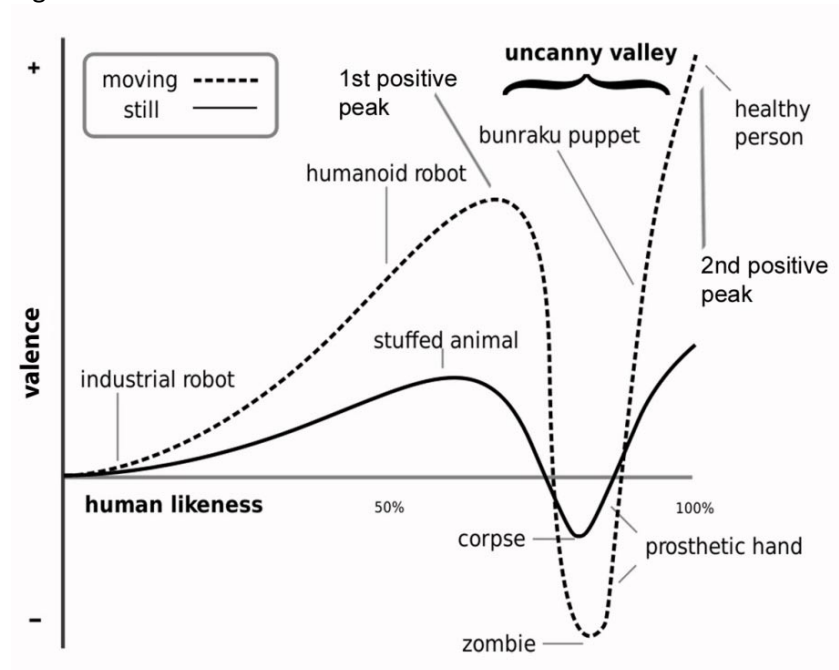 uncanny valley
+
moving
still
1st positive
peak
healthy
person
bunraku puppet
humanoid robot
2nd positive
peak
stuffed animal
industrial robot
valence
human likeness
50%
100%
corpse
prosthetic hand
–
zombie